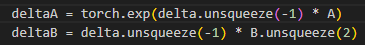 deltaA = torch.exp(delta.unsqueeze(-1) * A)
deltaB = delta.unsqueeze(-1) * B.unsqueeze(2)